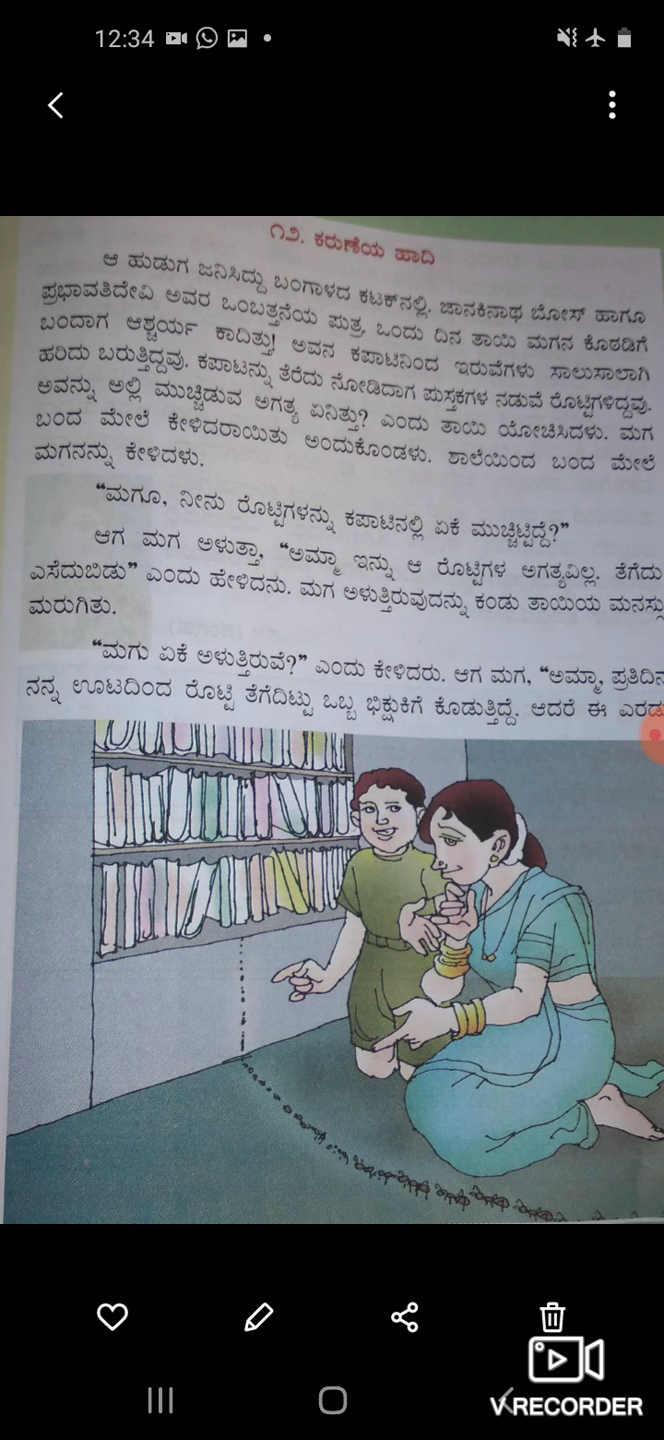 12:34
೧೨. ಕರುಣೆಯ ಹಾದಿ
ಆ ಹುಡುಗ ಜನಿಸಿದ್ದು ಬಂಗಾಳದ ಕಟಕ್‌ನಲ್ಲಿ. ಜಾನಕಿನಾಥ ಬೋಸ್ ಹಾಗೂ
ಪ್ರಭಾವತಿದೇವಿ ಅವರ ಒಂಬತ್ತನೆಯ ಪುತ್ರ. ಒಂದು ದಿನ ತಾಯಿ ಮಗನ ಕೊಠಡಿಗೆ
ಬಂದಾಗ ಆಶ್ಚರ್ಯ ಕಾದಿತ್ತು! ಅವನ ಕಪಾಟಿನಿಂದ ಇರುವೆಗಳು ಸಾಲುಸಾಲಾಗಿ
ಹರಿದು ಬರುತ್ತಿದ್ದವು. ಕಪಾಟನ್ನು ತೆರೆದು ನೋಡಿದಾಗ ಪುಸ್ತಕಗಳ ನಡುವೆ ರೊಟ್ಟಿಗಳಿದ್ದವು.
ಅವನ್ನು ಅಲ್ಲಿ ಮುಚ್ಚಿಡುವ ಅಗತ್ಯ ಏನಿತ್ತು? ಎಂದು ತಾಯಿ ಯೋಚಿಸಿದಳು. ಮಗ
ಬಂದ ಮೇಲೆ ಕೇಳಿದರಾಯಿತು ಅಂದುಕೊಂಡಳು. ಶಾಲೆಯಿಂದ ಬಂದ ಮೇಲೆ
ಮಗನನ್ನು ಕೇಳಿದಳು.
“ಮಗೂ, ನೀನು ರೊಟ್ಟಿಗಳನ್ನು ಕಪಾಟಿನಲ್ಲಿ ಏಕೆ ಮುಚ್ಚಿಟ್ಟಿದ್ದೆ?”
ಆಗ ಮಗ ಅಳುತ್ತಾ, “ಅಮ್ಮಾ ಇನ್ನು ಆ ರೊಟ್ಟಿಗಳ ಅಗತ್ಯವಿಲ್ಲ. ತೆಗೆದು
ಎಸೆದುಬಿಡು” ಎಂದು ಹೇಳಿದನು. ಮಗ ಅಳುತ್ತಿರುವುದನ್ನು ಕಂಡು ತಾಯಿಯ ಮನಸ್ಸು
ಮರುಗಿತು.
“ಮಗು ಏಕೆ ಅಳುತ್ತಿರುವೆ?” ಎಂದು ಕೇಳಿದರು. ಆಗ ಮಗ, “ಅಮ್ಮಾ, ಪ್ರತಿದಿನ
ನನ್ನ ಊಟದಿಂದ ರೊಟ್ಟಿ ತೆಗೆದಿಟ್ಟು ಒಬ್ಬ ಭಿಕ್ಷುಕಿಗೆ ಕೊಡುತ್ತಿದ್ದೆ. ಆದರೆ ಈ ಎರಡು
V RECORDER